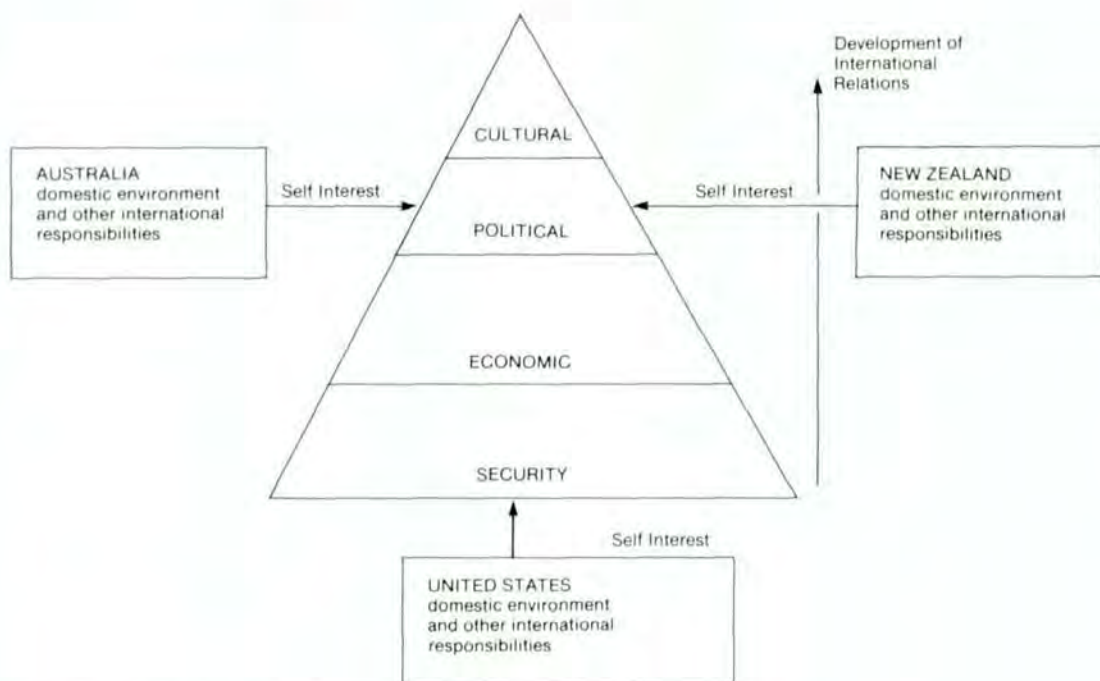 Development of
International
Relations
CULTURAL
AUSTRALIA
domestic environment
and other international
responsibilities
Self Interest
Self Interest
NEW ZEALAND
domestic environment
and other international
responsibilities
POLITICAL
ECONOMIC
SECURITY
Self Interest
UNITED STATES
domestic environment
and other international
responsibilities